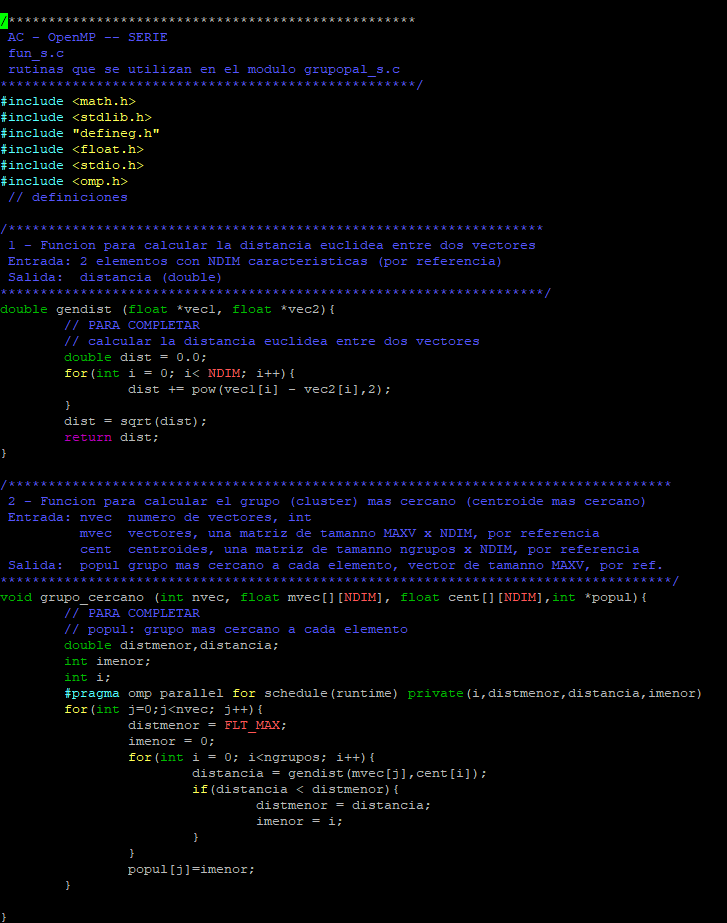 /***************************************************
 AC - OpenMP -- SERIE
 fun_s.c
 rutinas que se utilizan en el modulo grupopal_s.c
****************************************************/
#include <math.h>
#include <stdlib.h>
#include "defineg.h"
#include <float.h>
#include <stdio.h>
#include <omp.h>
 // definiciones
/*******************************************************************
 1 - Funcion para calcular la distancia euclidea entre dos vectores
 Entrada: 2 elementos con NDIM caracteristicas (por referencia)
 Salida:  distancia (double)
********************************************************************/
double gendist (float *vec1, float *vec2){
        // PARA COMPLETAR
        // calcular la distancia euclidea entre dos vectores
        double dist = 0.0;
        for(int i = 0; i< NDIM; i++){
                dist += pow(vec1[i] - vec2[i],2);
        }
        dist = sqrt(dist);
        return dist;
}
/***********************************************************************************
 2 - Funcion para calcular el grupo (cluster) mas cercano (centroide mas cercano)
 Entrada: nvec  numero de vectores, int
          mvec  vectores, una matriz de tamanno MAXV x NDIM, por referencia
          cent  centroides, una matriz de tamanno ngrupos x NDIM, por referencia
 Salida:  popul grupo mas cercano a cada elemento, vector de tamanno MAXV, por ref.
************************************************************************************/
void grupo_cercano (int nvec, float mvec[][NDIM], float cent[][NDIM],int *popul){
        // PARA COMPLETAR
        // popul: grupo mas cercano a cada elemento
        double distmenor,distancia;
        int imenor;
        int i;
        #pragma omp parallel for schedule(runtime) private(i,distmenor,distancia,imenor)
        for(int j=0;j<nvec; j++){
                distmenor = FLT_MAX;
                imenor = 0;
                for(int i = 0; i<ngrupos; i++){
                        distancia = gendist(mvec[j],cent[i]);
                        if(distancia < distmenor){
                                distmenor = distancia;
                                imenor = i;
                        }
                }
                popul[j]=imenor;
        }
}